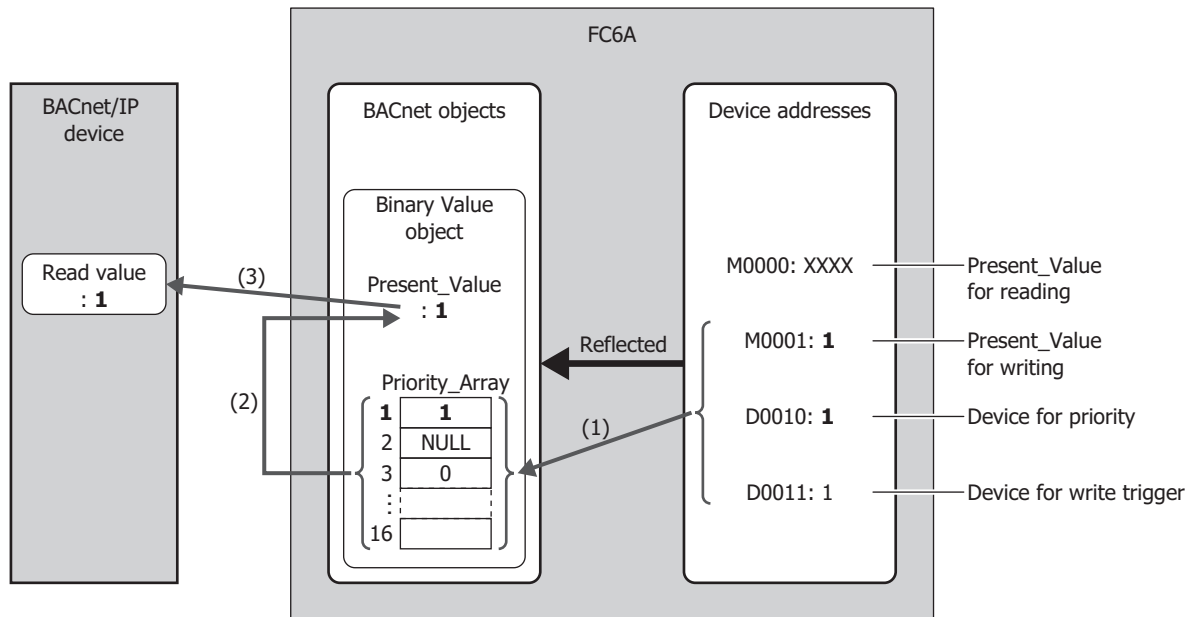 FC6A
BACnet/IP
device
Read value
: 1
(3)
(2)
BACnet objects
Binary Value
object
Present_Value
: 1
Priority_Array
1 1
2 NULL
3 0
:
16
Reflected
(1)
Device addresses
M0000: XXXX
Present_Value
for reading
M0001: 1
Present_Value
for writing
D0010: 1
Device for priority
D0011: 1
Device for write trigger